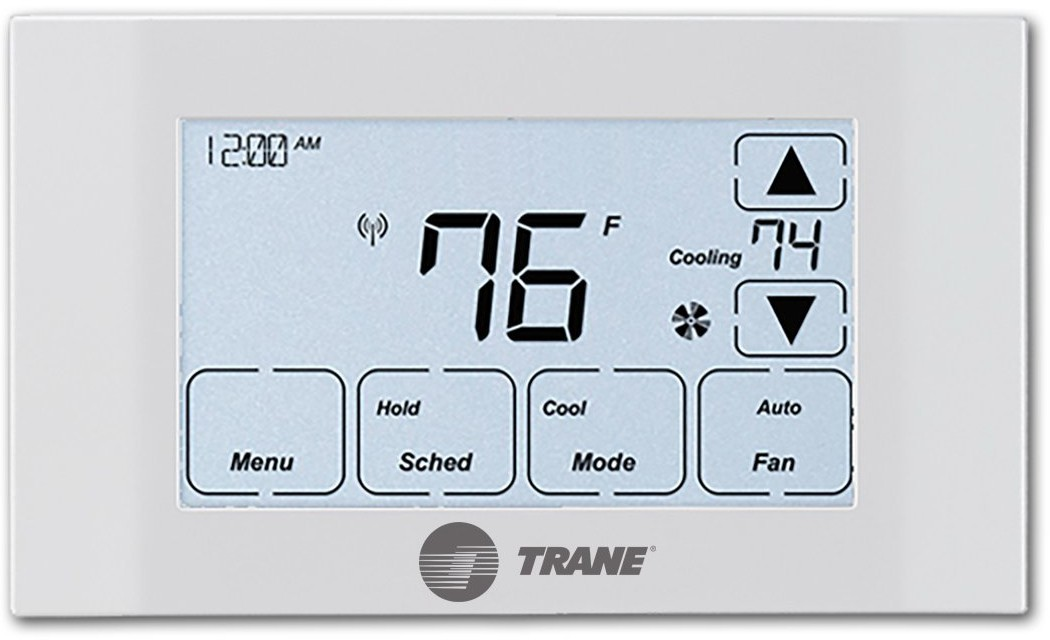 12:00 AM
76 F
Cooling 74
Hold
Cool
Auto
Menu
Sched
Mode
Fan
TRANE®